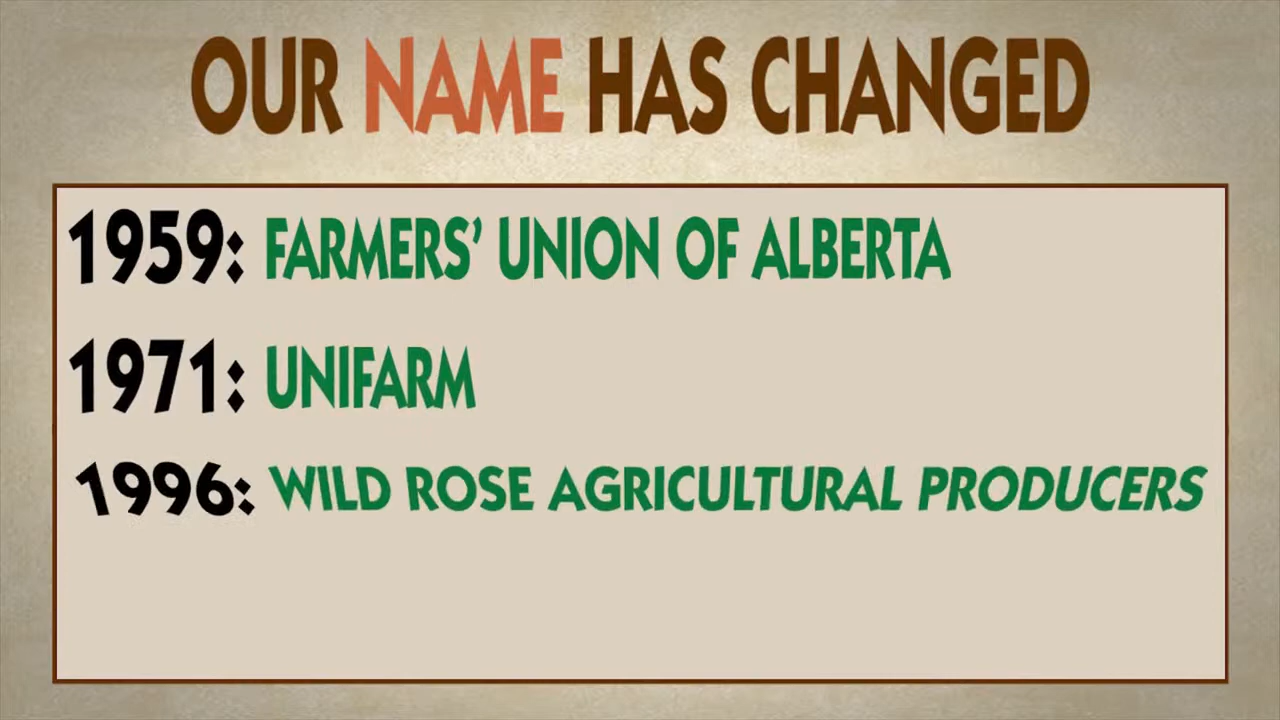 OUR NAME HAS CHANGED
1959: FARMERS' UNION OF ALBERTA
1971: UNIFARM
1996: WILD ROSE AGRICULTURAL PRODUCERS